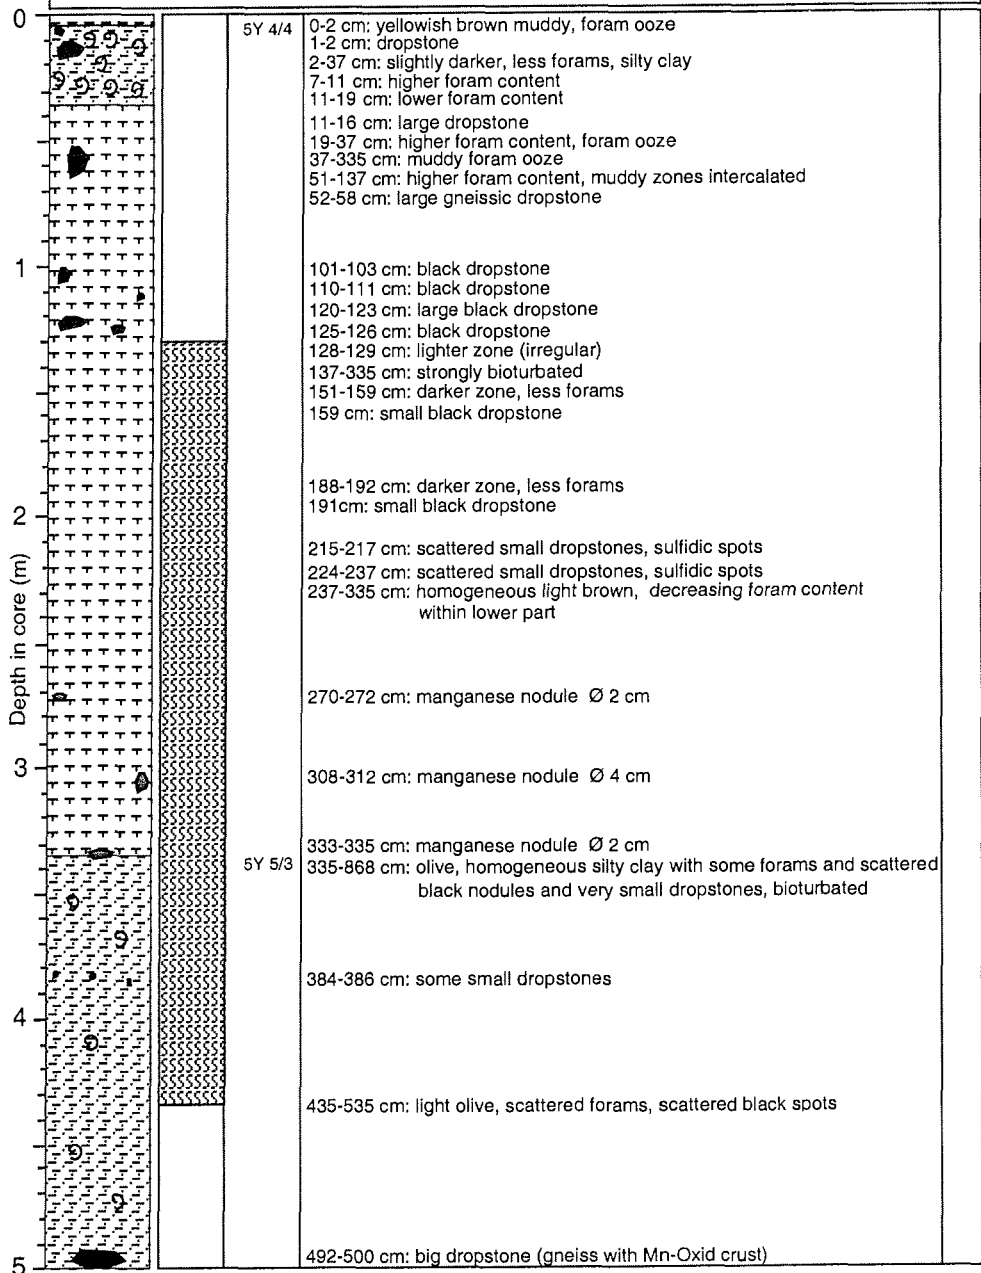 0
5Y 4/4
0-2 cm: yellowish brown muddy, foram ooze
1-2 cm: dropstone
2-37 cm: slightly darker, less forams, silty clay
7-11 cm: higher foram content
11-19 cm: lower foram content
11-16 cm: large dropstone
19-37 cm: higher foram content, foram ooze
37-335 cm: muddy foram ooze
51-137 cm: higher foram content, muddy zones intercalated
52-58 cm: large gneissic dropstone
1
101-103 cm: black dropstone
110-111 cm: black dropstone
120-123 cm: large black dropstone
125-126 cm: black dropstone
128-129 cm: lighter zone (irregular)
137-335 cm: strongly bioturbated
151-159 cm: darker zone, less forams
159 cm: small black dropstone
188-192 cm: darker zone, less forams
191cm: small black dropstone
2
215-217 cm: scattered small dropstones, sulfidic spots
224-237 cm: scattered small dropstones, sulfidic spots
237-335 cm: homogeneous light brown, decreasing foram content
within lower part
Depth in core (m)
270-272 cm: manganese nodule Ø 2 cm
3
308-312 cm: manganese nodule Ø 4 cm
333-335 cm: manganese nodule Ø 2 cm
5Y 5/3
335-868 cm: olive, homogeneous silty clay with some forams and scattered
black nodules and very small dropstones, bioturbated
384-386 cm: some small dropstones
4
435-535 cm: light olive, scattered forams, scattered black spots
492-500 cm: big dropstone (gneiss with Mn-Oxid crust)
5